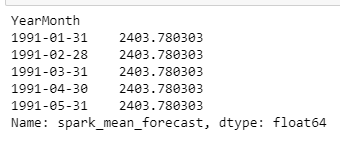 YearMonth
1991-01-31    2403.780303
1991-02-28    2403.780303
1991-03-31    2403.780303
1991-04-30    2403.780303
1991-05-31    2403.780303
Name: spark_mean_forecast, dtype: float64